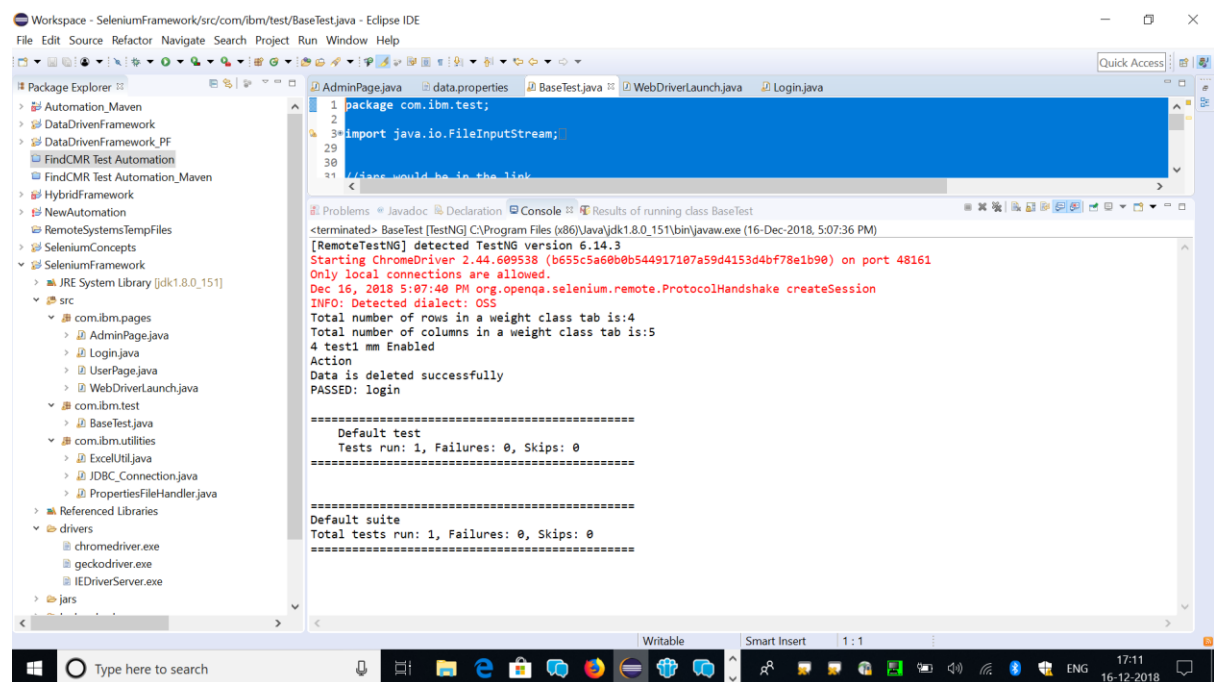 Workspace - SeleniumFramework/src/com/ibm/test/BaseTest.java - Eclipse IDE
File Edit Source Refactor Navigate Search Project Run Window Help
Quick Access
Package Explorer
Automation_Maven
DataDrivenFramework
DataDrivenFramework_PF
FindCMR Test Automation
FindCMR Test Automation_Maven
HybridFramework
NewAutomation
RemoteSystemsTempFiles
SeleniumConcepts
SeleniumFramework
JRE System Library [jdk1.8.0_151]
src
com.ibm.pages
AdminPage.java
Login.java
UserPage.java
WebDriverLaunch.java
com.ibm.test
BaseTest.java
com.ibm.utilities
ExcelUtil.java
JDBC_Connection.java
PropertiesFileHandler.java
Referenced Libraries
drivers
chromedriver.exe
geckodriver.exe
IEDriverServer.exe
jars
AdminPage.java data.properties BaseTest.java WebDriverLaunch.java Login.java
1 package com.ibm.test;
2
3 import java.io.FileInputStream;
29
30
31 //jars would be in the link
Problems Javadoc Declaration Console Results of running class BaseTest
<terminated> BaseTest [TestNG] C:\Program Files (x86)\Java\jdk1.8.0_151\bin\javaw.exe (16-Dec-2018, 5:07:36 PM)
[RemoteTestNG] detected TestNG version 6.14.3
Starting ChromeDriver 2.44.609538 (b655c5a60b0b544917107a59d4153d4bf78e1b90) on port 48161
Only local connections are allowed.
Dec 16, 2018 5:07:40 PM org.openqa.selenium.remote.ProtocolHandshake createSession
INFO: Detected dialect: OSS
Total number of rows in a weight class tab is:4
Total number of columns in a weight class tab is:5
4 test1 mm Enabled
Action
Data is deleted successfully
PASSED: login
===============================================
Default test
Tests run: 1, Failures: 0, Skips: 0
===============================================
===============================================
Default suite
Total tests run: 1, Failures: 0, Skips: 0
===============================================
Writable Smart Insert 1 : 1
Type here to search
ENG
17:11
16-12-2018